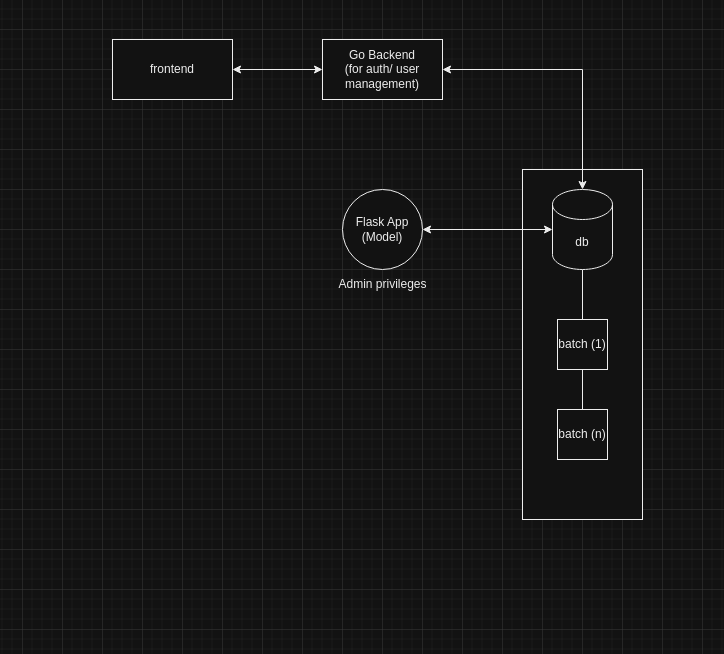 frontend
Go Backend
(for auth/ user
management)
Flask App
(Model)
Admin privileges
db
batch (1)
batch (n)